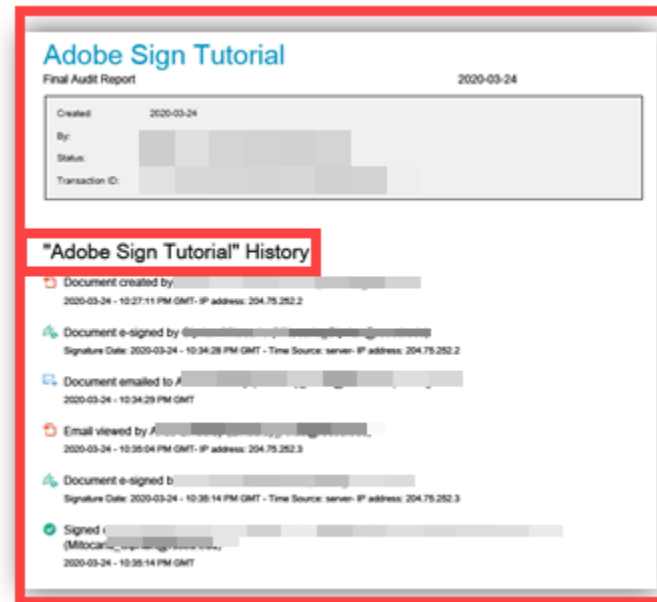 Adobe Sign Tutorial
Final Audit Report 2020-03-24
Created: 2020-03-24
By:
Status:
Transaction ID:
"Adobe Sign Tutorial" History
Document created by
2020-03-24 - 10:27:11 PM GMT- IP address: 204.75.252.2
Document e-signed by
Signature Date: 2020-03-24 - 10:34:28 PM GMT - Time Source: server- IP address: 204.75.252.2
Document emailed to A
2020-03-24 - 10:34:29 PM GMT
Email viewed by
2020-03-24 - 10:35:04 PM GMT- IP address: 204.75.252.3
Document e-signed b
Signature Date: 2020-03-24 - 10:35:14 PM GMT - Time Source: server- IP address: 204.75.252.3
Signed
2020-03-24 - 10:35:14 PM GMT